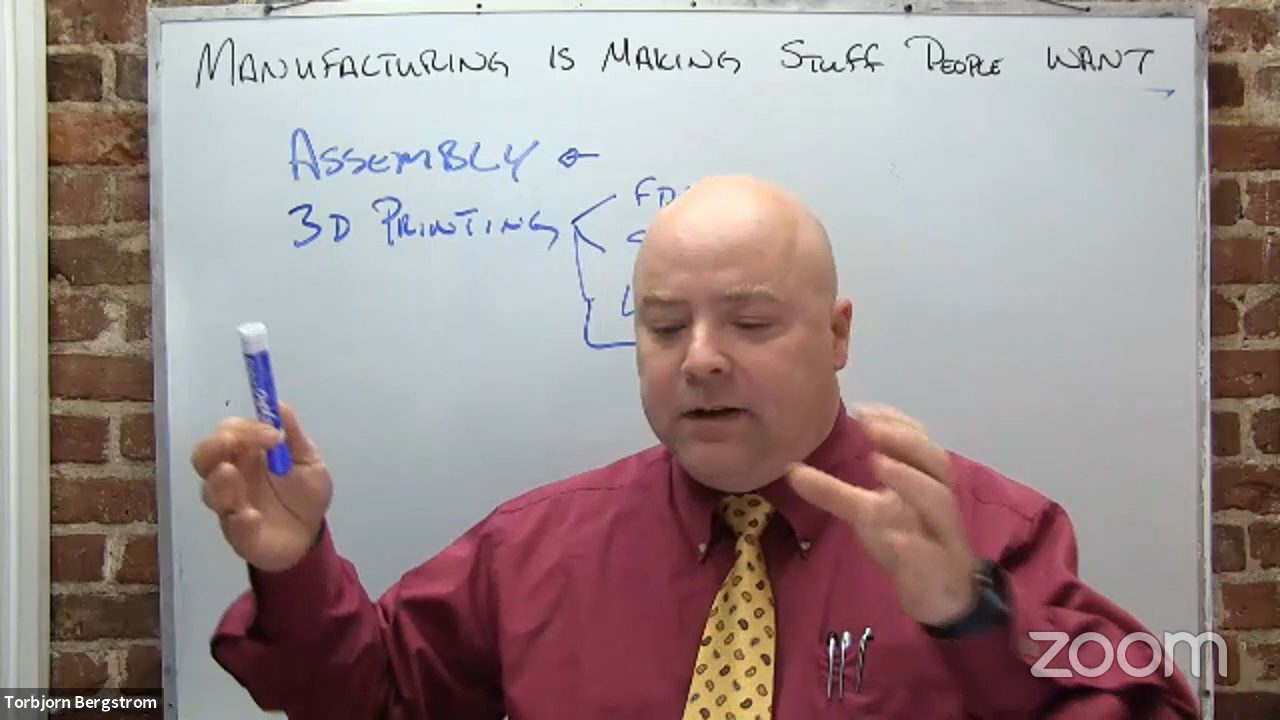 MANUFACTURING IS MAKING STUFF PEOPLE WANT
ASSEMBLY
3D PRINTING
zoom
Torbjorn Bergstrom